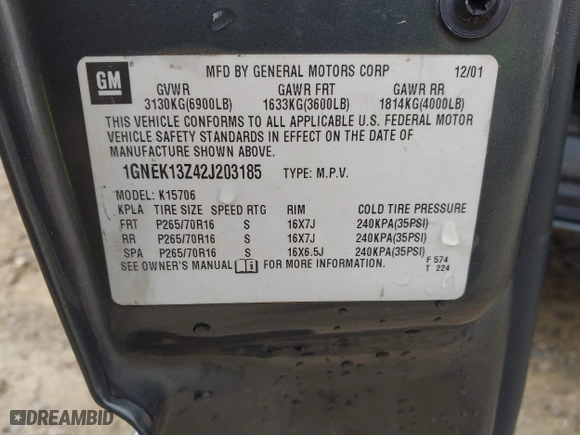 GM
MFD BY GENERAL MOTORS CORP 12/01
GVWR GAWR FRT GAWR RR
3130KG(6900LB) 1633KG(3600LB) 1814KG(4000LB)
THIS VEHICLE CONFORMS TO ALL APPLICABLE U.S. FEDERAL MOTOR
VEHICLE SAFETY STANDARDS IN EFFECT ON THE DATE OF
MANUFACTURE SHOWN ABOVE.
1GNEK13Z42J203185 TYPE: M.P.V.
MODEL: K15706
KPLA TIRE SIZE SPEED RTG RIM COLD TIRE PRESSURE
FRT P265/70R16 S 16X7J 240KPA(35PSI)
RR P265/70R16 S 16X7J 240KPA(35PSI)
SPA P265/70R16 S 16X6.5J 240KPA(35PSI)
SEE OWNER'S MANUAL FOR MORE INFORMATION.
F 574
T 224
DREAMBID